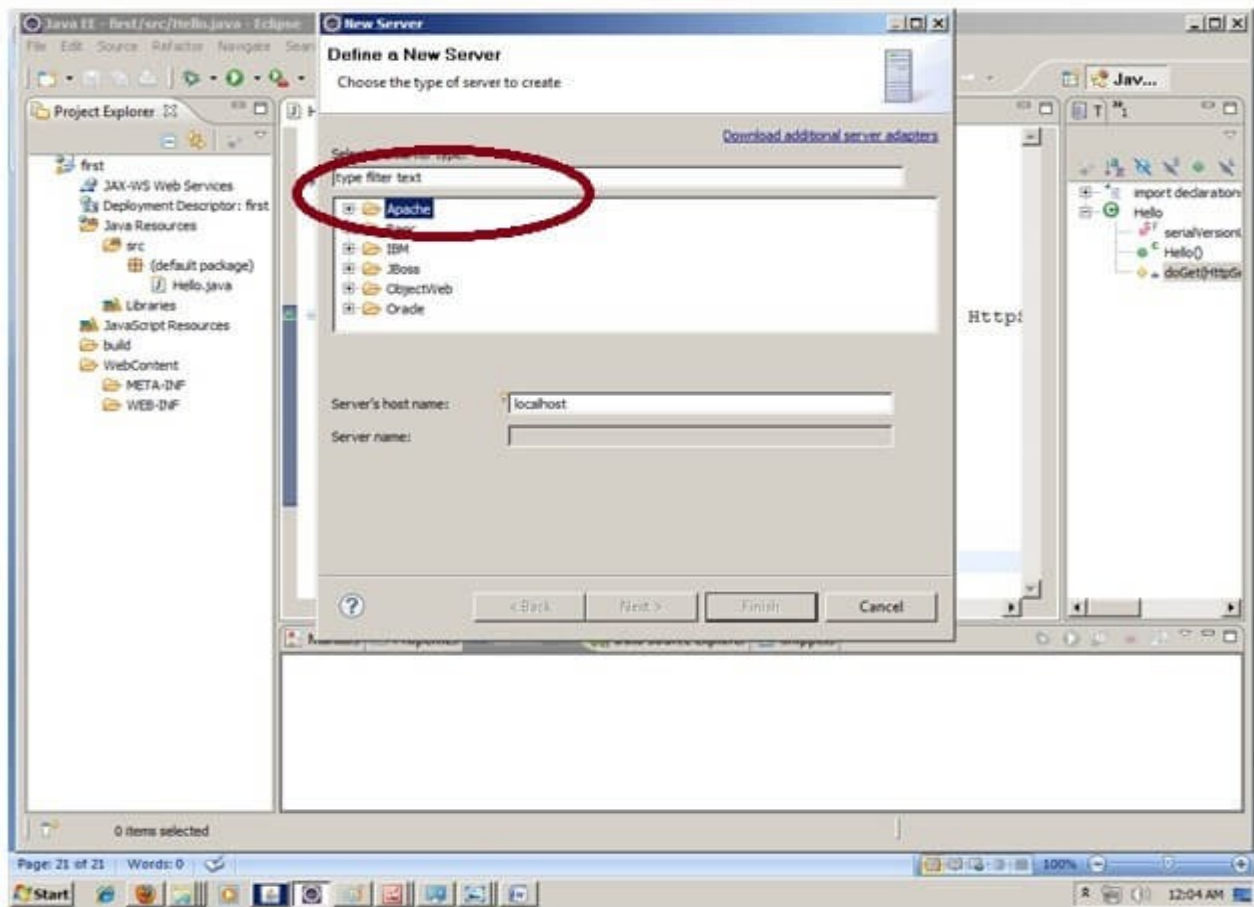 Java EE - first/src/Hello.java - Eclipse
New Server
File Edit Source Refactor Navigate
Define a New Server
Choose the type of server to create
Jav...
Project Explorer
Download additional server adapters
type filter text
first
JAX-WS Web Services
Deployment Descriptor: first
Java Resources
src
(default package)
Hello.java
Libraries
JavaScript Resources
build
WebContent
META-INF
WEB-INF
Apache
IBM
JBoss
ObjectWeb
Oracle
Server's host name:
localhost
Server name:
import declaration
Hello
serialVersion
Hello()
doGet(HttpSe
Https
? < Back Next > Finish Cancel
0 items selected
Page: 21 of 21 Words: 0
100%
Start
12:04 AM